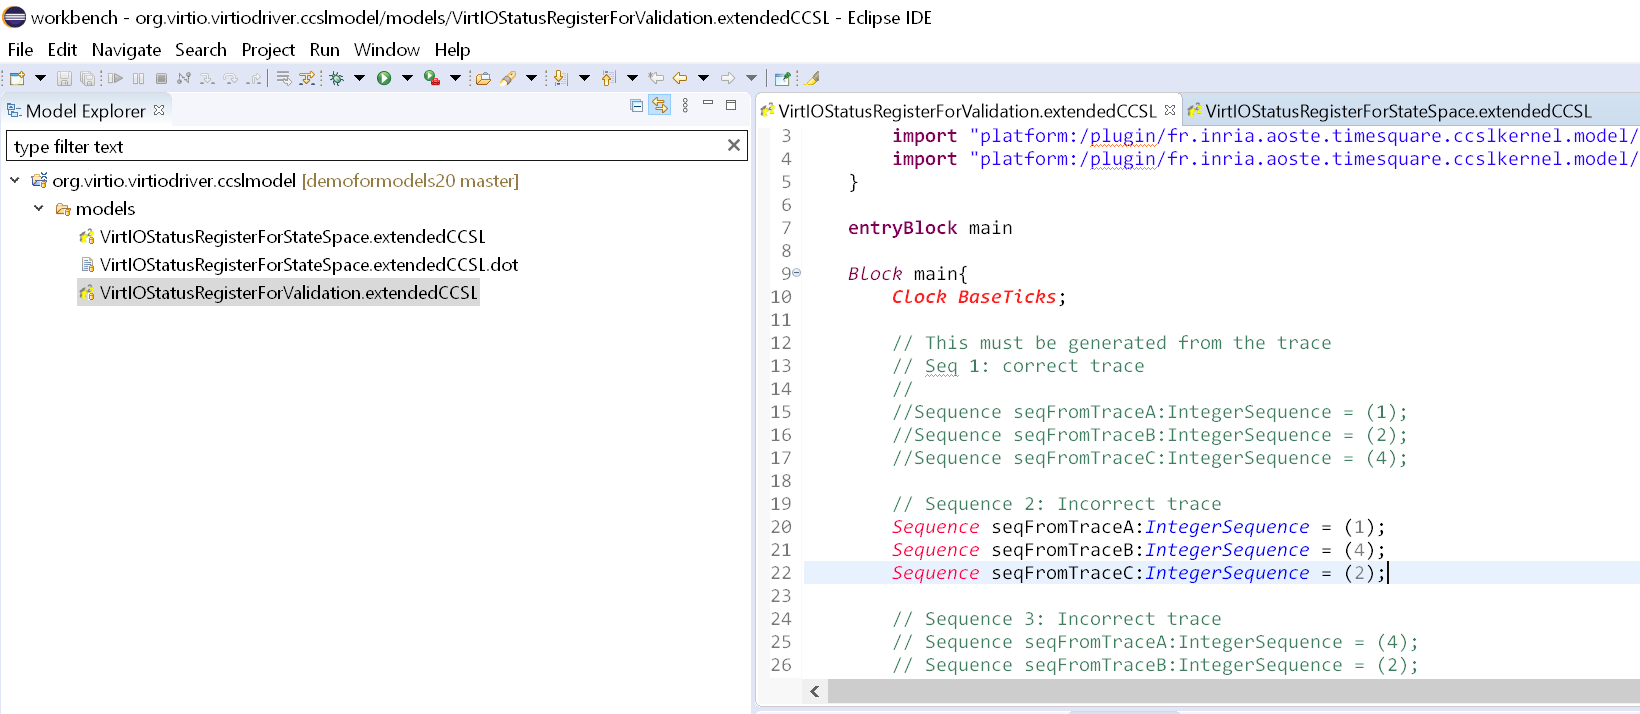 workbench - org.virtio.virtiodriver.ccslmodel/models/VirtIOStatusRegisterForValidation.extendedCCSL - Eclipse IDE
File Edit Navigate Search Project Run Window Help
Model Explorer
type filter text
org.virtio.virtiodriver.ccslmodel [demoformodels20 master]
models
VirtIOStatusRegisterForStateSpace.extendedCCSL
VirtIOStatusRegisterForStateSpace.extendedCCSL.dot
VirtIOStatusRegisterForValidation.extendedCCSL
VirtIOStatusRegisterForValidation.extendedCCSL VirtIOStatusRegisterForStateSpace.extendedCCSL
3 import "platform:/plugin/fr.inria.aoste.timesquare.ccslkernel.model/
4 import "platform:/plugin/fr.inria.aoste.timesquare.ccslkernel.model/
5 }
6
7 entryBlock main
8
9 Block main{
10 Clock BaseTicks;
11
12 // This must be generated from the trace
13 // Seq 1: correct trace
14 //
15 //Sequence seqFromTraceA:IntegerSequence = (1);
16 //Sequence seqFromTraceB:IntegerSequence = (2);
17 //Sequence seqFromTraceC:IntegerSequence = (4);
18
19 // Sequence 2: Incorrect trace
20 Sequence seqFromTraceA:IntegerSequence = (1);
21 Sequence seqFromTraceB:IntegerSequence = (4);
22 Sequence seqFromTraceC:IntegerSequence = (2);
23
24 // Sequence 3: Incorrect trace
25 // Sequence seqFromTraceA:IntegerSequence = (4);
26 // Sequence seqFromTraceB:IntegerSequence = (2);